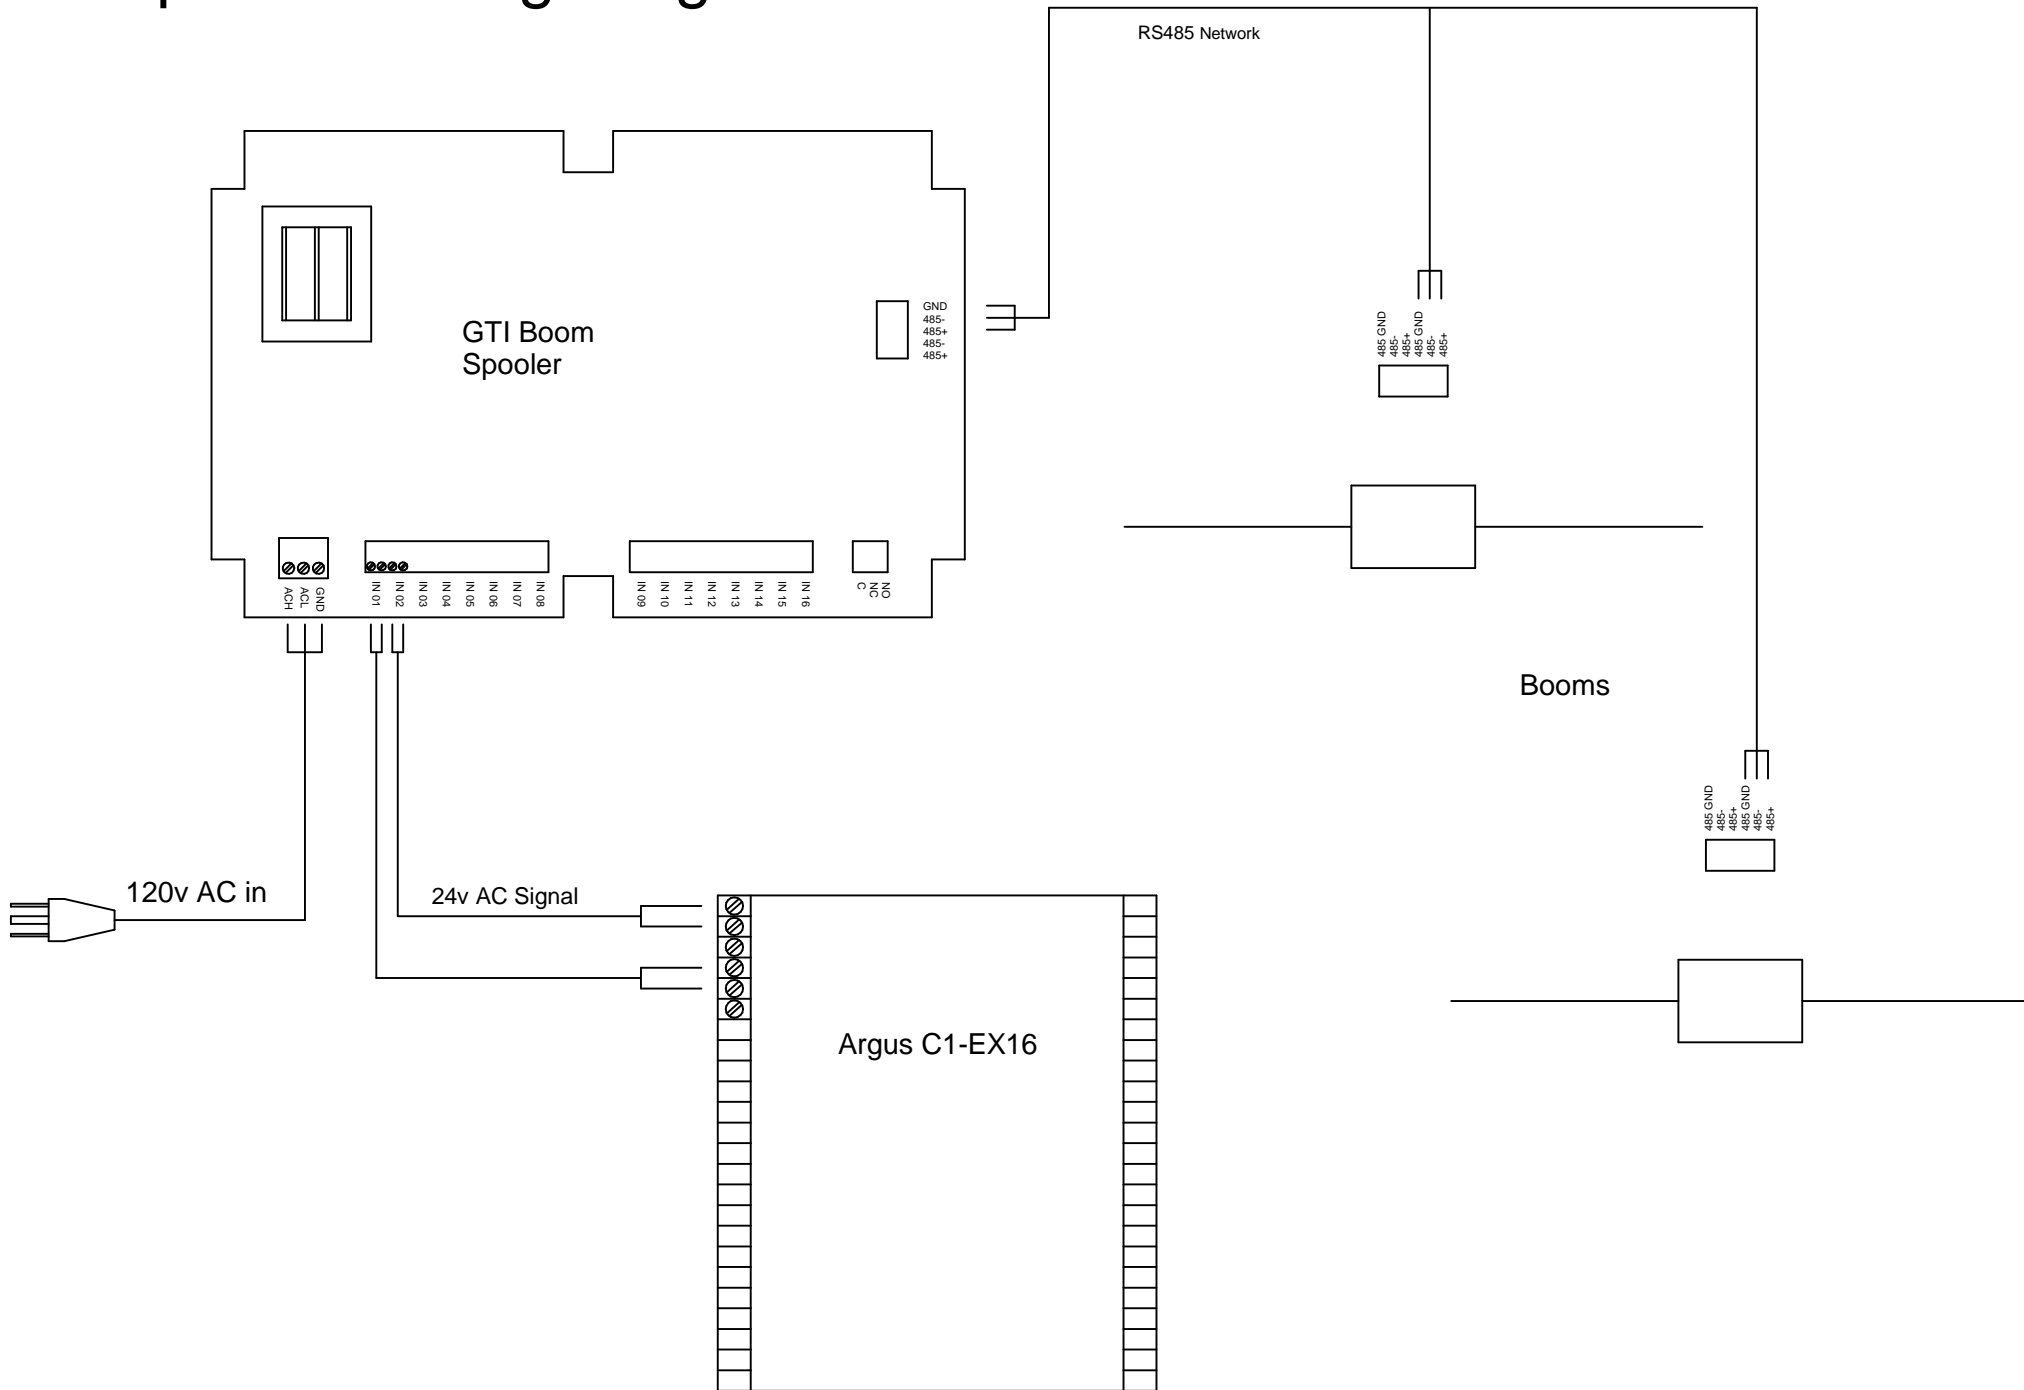 RS485 Network
GTI Boom
Spooler
GND
485-
485+
485-
485+
485 GND
485-
485+
485 GND
485-
485+
ACH
ACL
GND
IN 01
IN 02
IN 03
IN 04
IN 05
IN 06
IN 07
IN 08
IN 09
IN 10
IN 11
IN 12
IN 13
IN 14
IN 15
IN 16
C
NC
NO
Booms
485 GND
485-
485+
485 GND
485-
485+
120v AC in
24v AC Signal
Argus C1-EX16